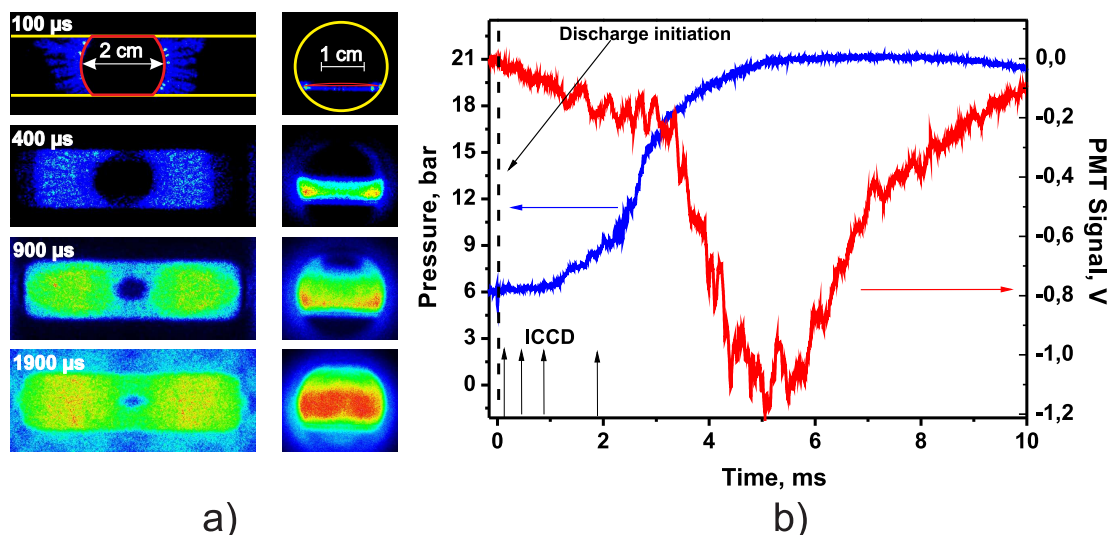 100 µs
2 cm
1 cm
400 µs
900 µs
1900 µs
a)
Discharge initiation
ICCD
Pressure, bar
21
18
15
12
9
6
3
0
0,0
-0,2
-0,4
-0,6
-0,8
-1,0
-1,2
PMT Signal, V
0
2
4
6
8
10
Time, ms
b)